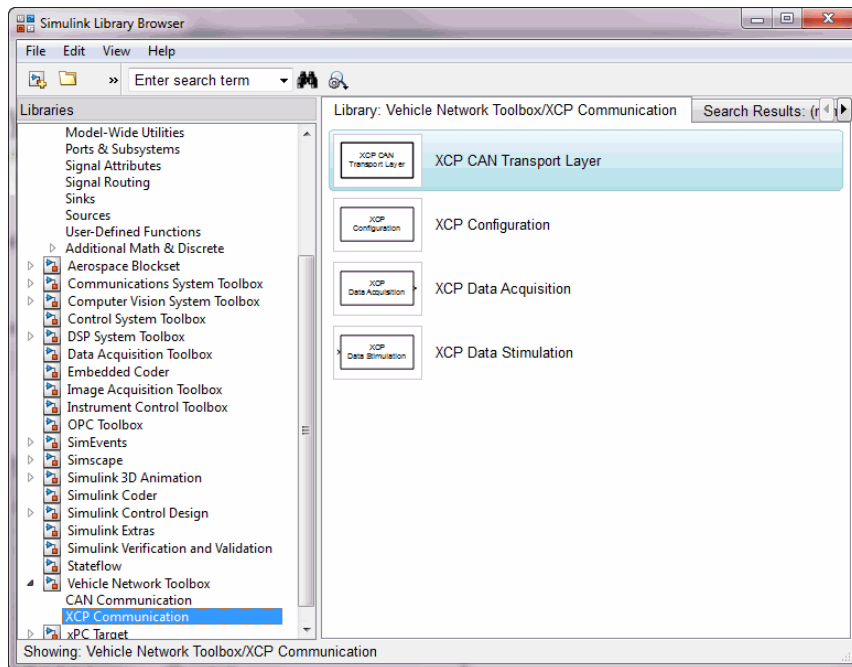 Simulink Library Browser
File Edit View Help
» Enter search term
Libraries
Model-Wide Utilities
Ports & Subsystems
Signal Attributes
Signal Routing
Sinks
Sources
User-Defined Functions
Additional Math & Discrete
Aerospace Blockset
Communications System Toolbox
Computer Vision System Toolbox
Control System Toolbox
DSP System Toolbox
Data Acquisition Toolbox
Embedded Coder
Image Acquisition Toolbox
Instrument Control Toolbox
OPC Toolbox
SimEvents
Simscape
Simulink 3D Animation
Simulink Coder
Simulink Control Design
Simulink Extras
Simulink Verification and Validation
Stateflow
Vehicle Network Toolbox
CAN Communication
XCP Communication
xPC Target
Library: Vehicle Network Toolbox/XCP Communication Search Results:
XCP CAN
Transport Layer
XCP CAN Transport Layer
XCP
Configuration
XCP Configuration
XCP
Data Acquisition
XCP Data Acquisition
XCP
Data Stimulation
XCP Data Stimulation
Showing: Vehicle Network Toolbox/XCP Communication